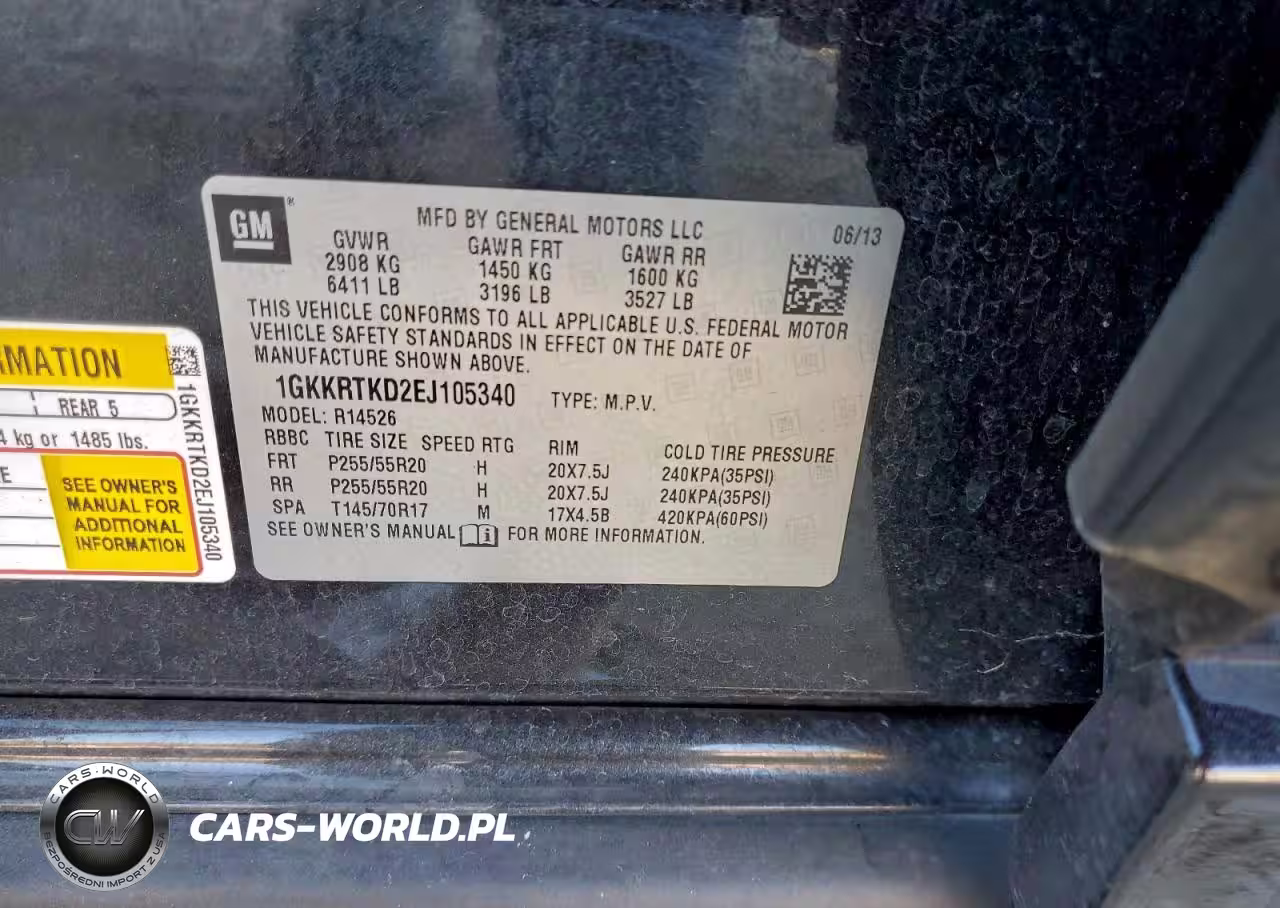 GM®
MFD BY GENERAL MOTORS LLC
06/13
GVWR GAWR FRT GAWR RR
2908 KG 1450 KG 1600 KG
6411 LB 3196 LB 3527 LB
THIS VEHICLE CONFORMS TO ALL APPLICABLE U.S. FEDERAL MOTOR
VEHICLE SAFETY STANDARDS IN EFFECT ON THE DATE OF
MANUFACTURE SHOWN ABOVE.
1GKKRTKD2EJ105340 TYPE: M.P.V.
MODEL: R14526
RBBC TIRE SIZE SPEED RTG RIM COLD TIRE PRESSURE
FRT P255/55R20 H 20X7.5J 240KPA(35PSI)
RR P255/55R20 H 20X7.5J 240KPA(35PSI)
SPA T145/70R17 M 17X4.5B 420KPA(60PSI)
SEE OWNER'S MANUAL FOR MORE INFORMATION.
RMATION
REAR 5
4 kg or 1485 lbs.
E
SEE OWNER'S
MANUAL FOR
ADDITIONAL
INFORMATION
1GKKRTKD2EJ105340
CARS-WORLD
CW
BEZPOŚREDNI IMPORT Z USA
CARS-WORLD.PL